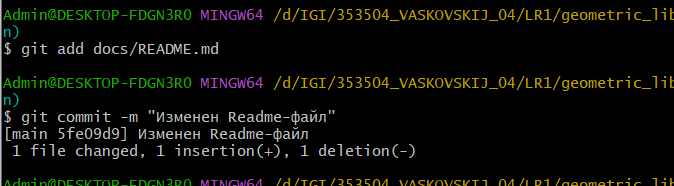 Admin@DESKTOP-FDGN3R0 MINGW64 /d/IGI/353504_VASKOVSKIJ_04/LR1/geometric_lib
n)
$ git add docs/README.md
Admin@DESKTOP-FDGN3R0 MINGW64 /d/IGI/353504_VASKOVSKIJ_04/LR1/geometric_lib
n)
$ git commit -m "Изменен Readme-файл"
[main 5fe09d9] Изменен Readme-файл
1 file changed, 1 insertion(+), 1 deletion(-)
Admin@DESKTOP-FDGN3R0 MINGW64 /d/IGI/353504_VASKOVSKIJ_04/LR1/geometric_lib